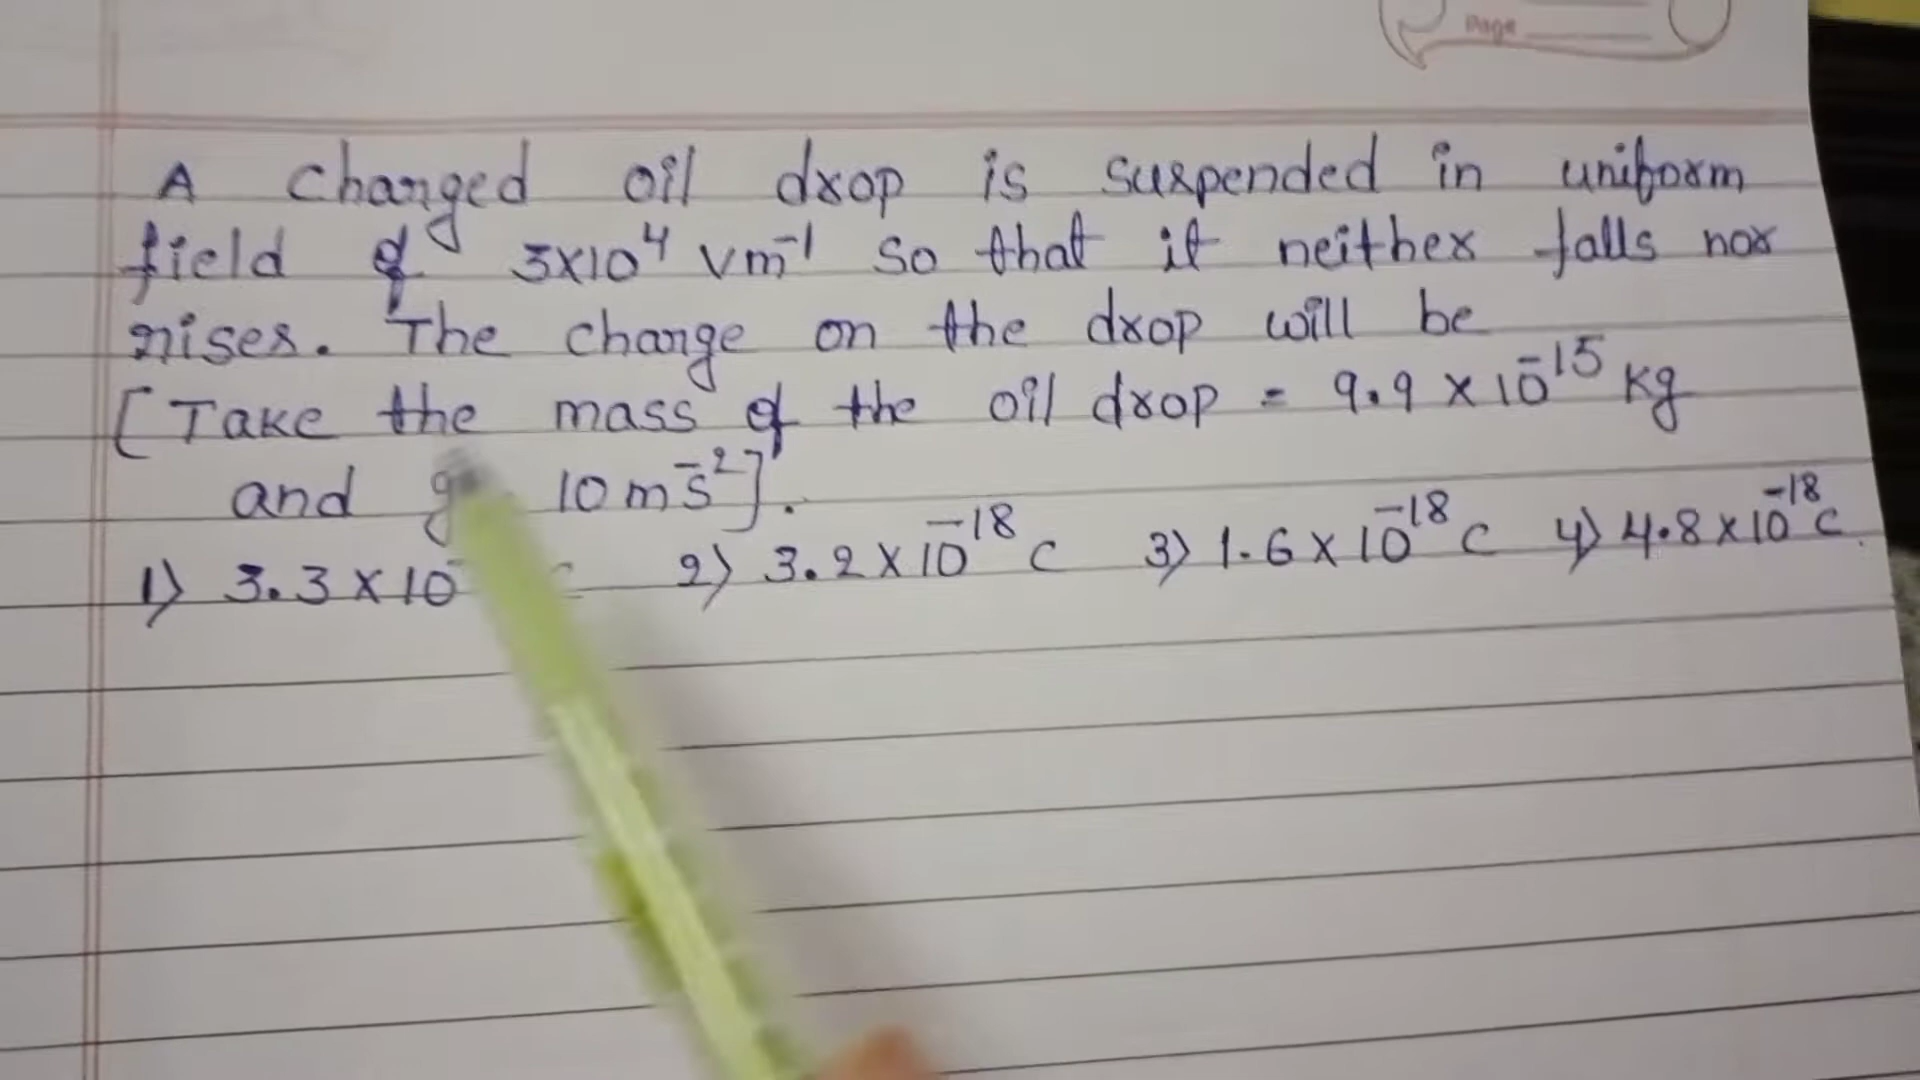 Page
A charged oil drop is suspended in uniform
field of 3x10⁴ Vm⁻¹ so that it neither falls nor
rises. The charge on the drop will be
[Take the mass of the oil drop = 9.9 x 10⁻¹⁵ kg
and g 10 ms⁻²].
1) 3.3 x 10 2) 3.2 x 10⁻¹⁸ C 3) 1.6 x 10⁻¹⁸ C 4) 4.8 x 10⁻¹⁸ C.